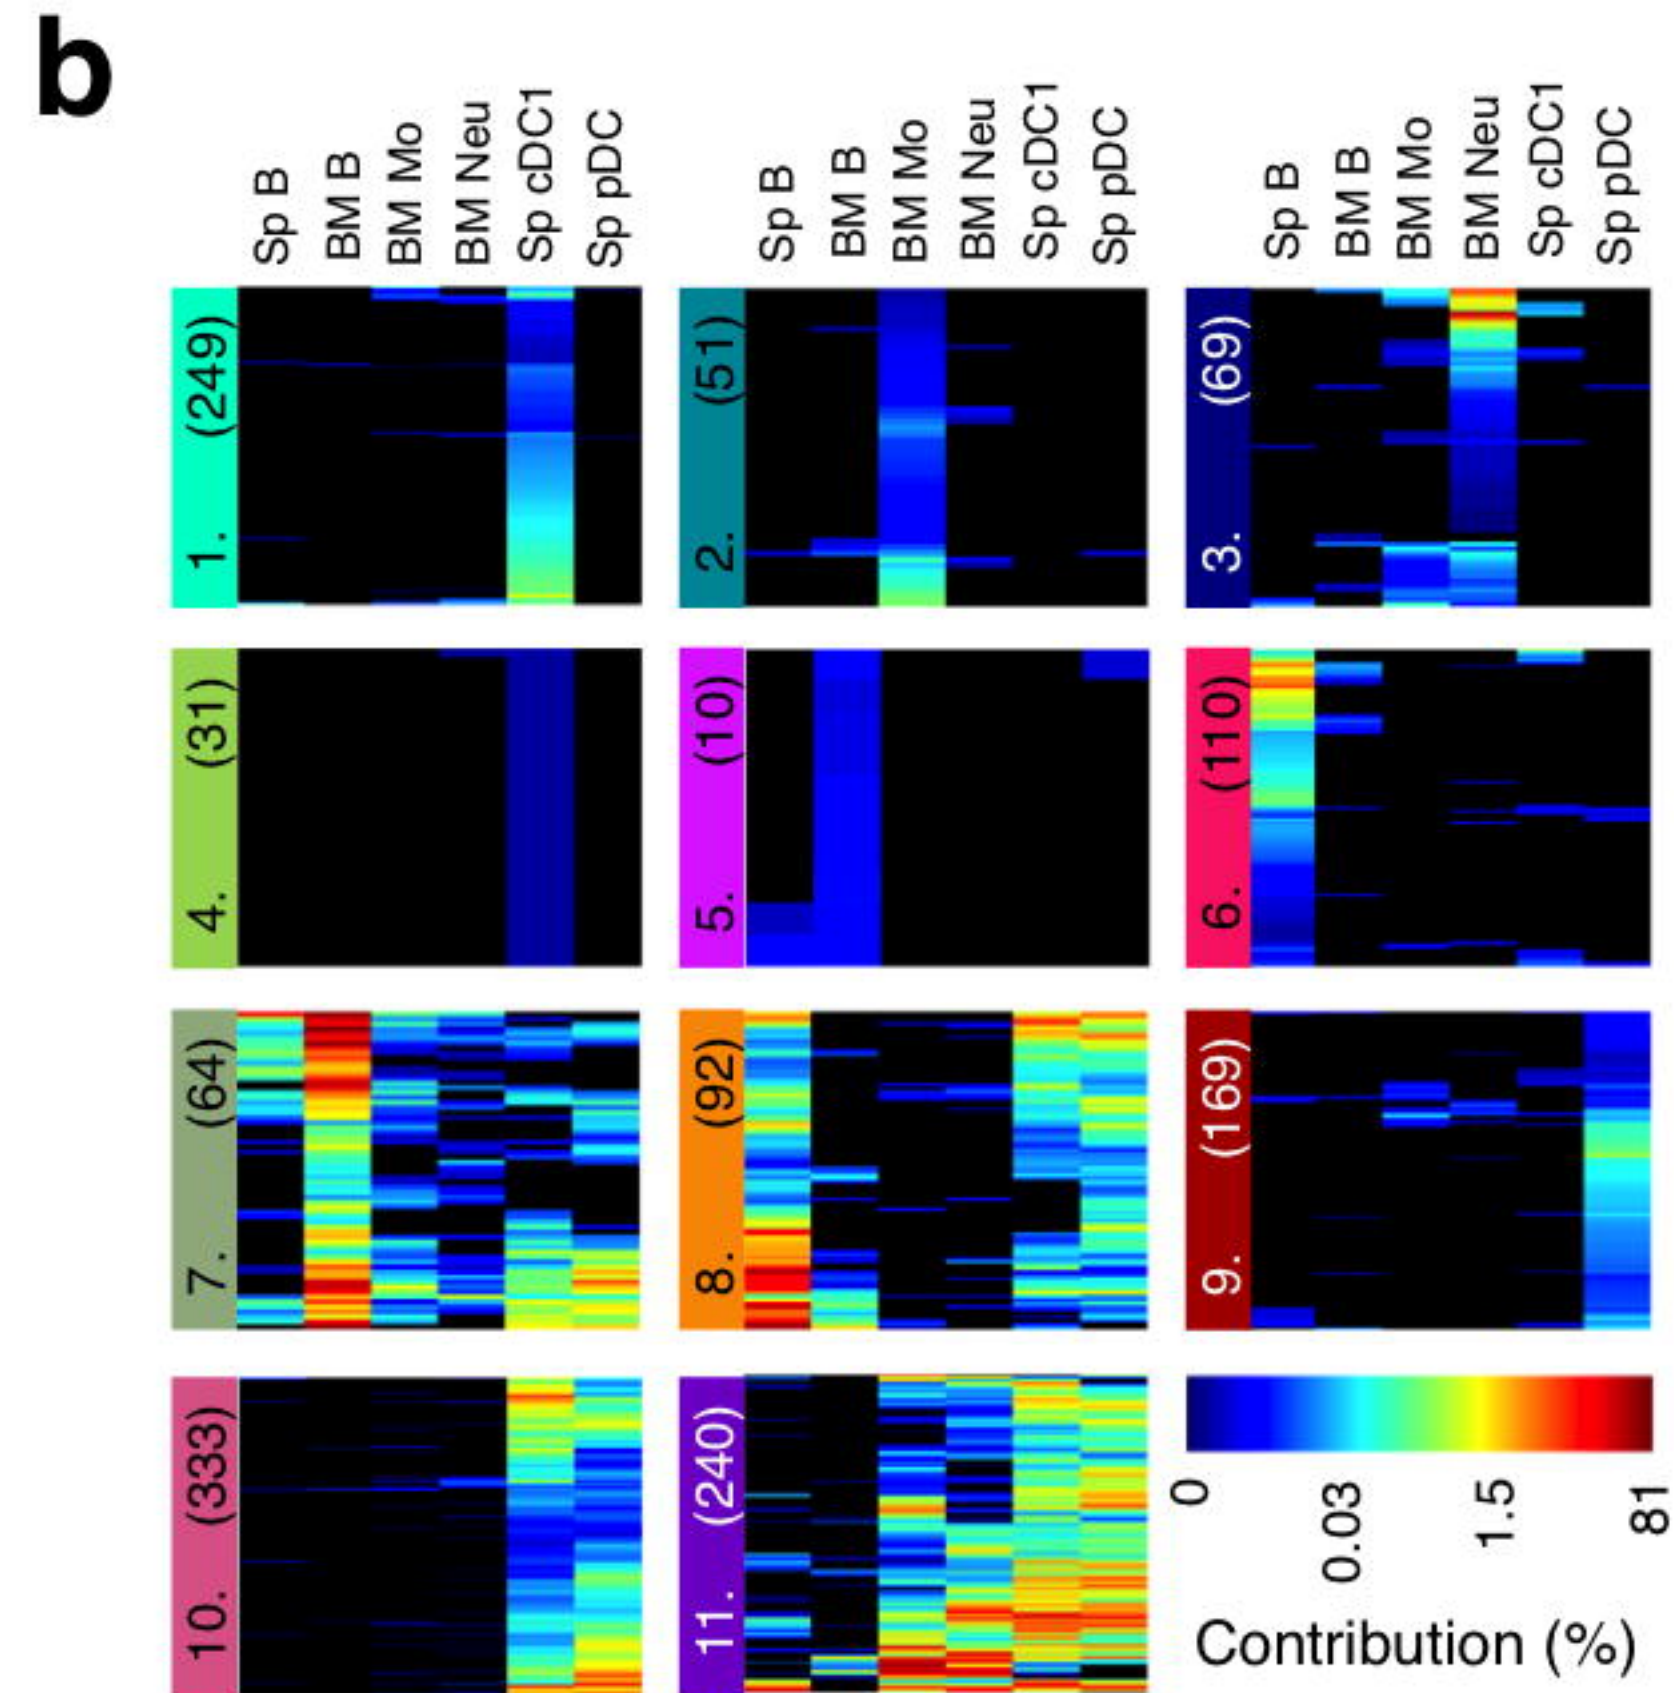 b
Sp B
BM B
BM Mo
BM Neu
Sp cDC1
Sp pDC
Sp B
BM B
BM Mo
BM Neu
Sp cDC1
Sp pDC
Sp B
BM B
BM Mo
BM Neu
Sp cDC1
Sp pDC
1. (249)
2. (51)
3. (69)
4. (31)
5. (10)
6. (110)
7. (64)
8. (92)
9. (169)
10. (333)
11. (240)
0
0.03
1.5
81
Contribution (%)